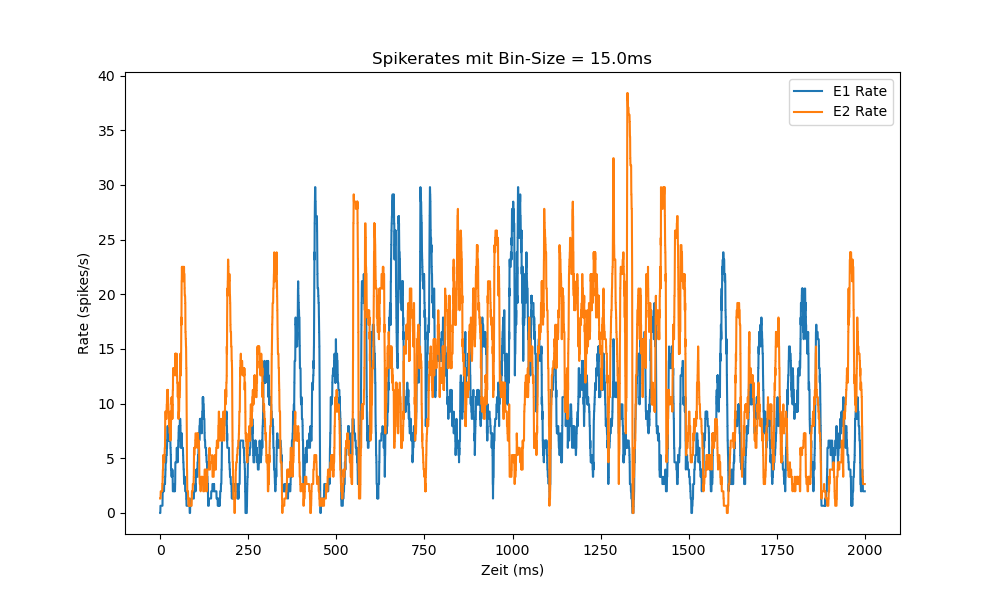 Spikerates mit Bin-Size = 15.0ms
40
35
30
25
20
15
10
5
0
Rate (spikes/s)
E1 Rate
E2 Rate
0 250 500 750 1000 1250 1500 1750 2000
Zeit (ms)